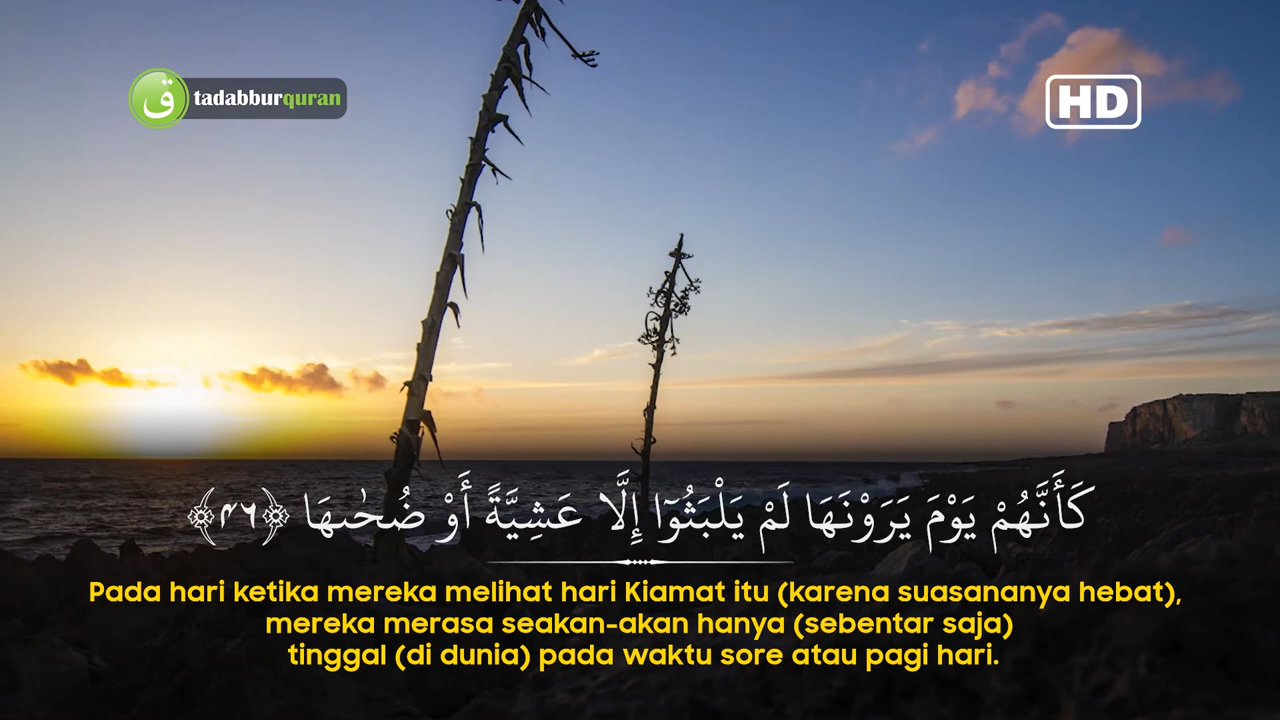 ق tadabburquran
HD
كَأَنَّهُمْ يَوْمَ يَرَوْنَهَا لَمْ يَلْبَثُوٓا۟ إِلَّا عَشِيَّةً أَوْ ضُحَىٰهَا ﴿٤٦﴾
Pada hari ketika mereka melihat hari Kiamat itu (karena suasananya hebat),
mereka merasa seakan-akan hanya (sebentar saja)
tinggal (di dunia) pada waktu sore atau pagi hari.